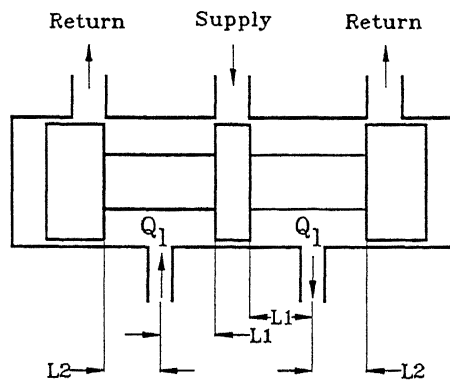 Return Supply Return
Q1 Q1
L1
L1
L2 L2